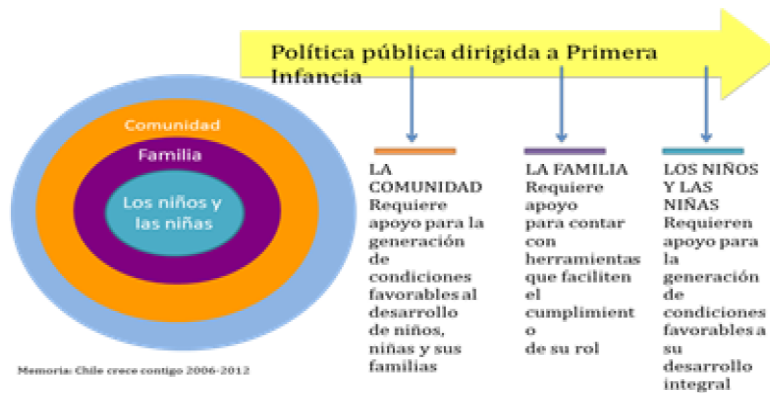 Política pública dirigida a Primera
Infancia
Comunidad
Familia
Los niños y
las niñas
LA
COMUNIDAD
Requiere
apoyo para la
generación
de
condiciones
favorables al
desarrollo
de niños,
niñas y sus
familias
LA FAMILIA
Requiere
apoyo
para contar
con
herramientas
que faciliten
el
cumplimient
o
de su rol
LOS NIÑOS
Y LAS
NIÑAS
Requieren
apoyo para
la
generación
de
condiciones
favorables a
su
desarrollo
integral
Memoria: Chile crece contigo 2006-2012